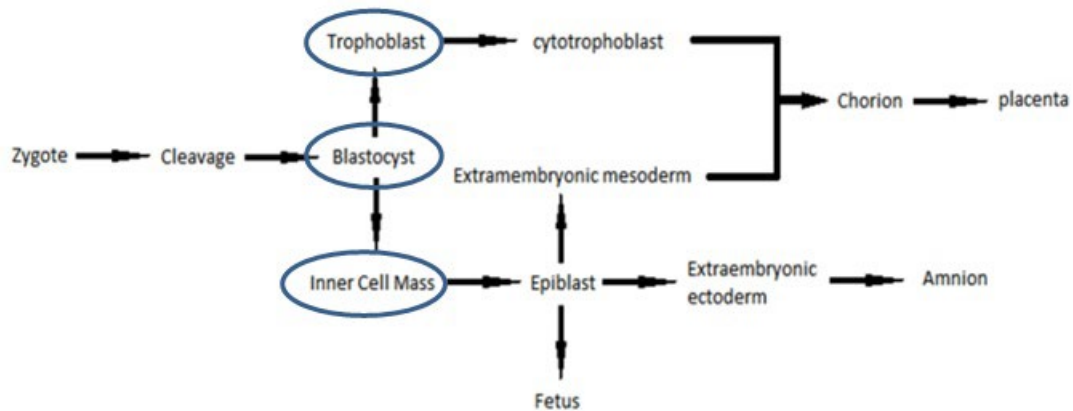 Trophoblast
cytotrophoblast
Chorion
placenta
Zygote
Cleavage
Blastocyst
Extramembryonic mesoderm
Inner Cell Mass
Epiblast
Extraembryonic
ectoderm
Amnion
Fetus